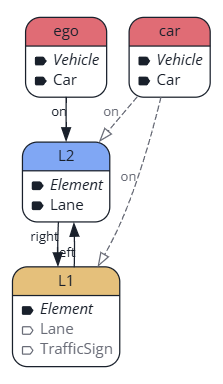 ego
Vehicle
Car
car
Vehicle
Car
on
on
L2
Element
Lane
on
right
left
L1
Element
Lane
TrafficSign